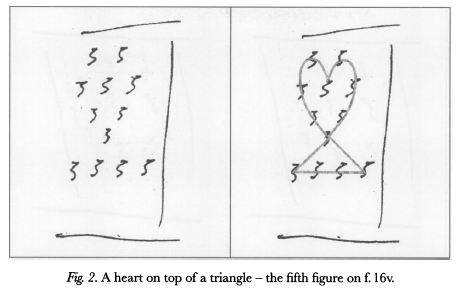 Fig. 2. A heart on top of a triangle – the fifth figure on f. 16v.